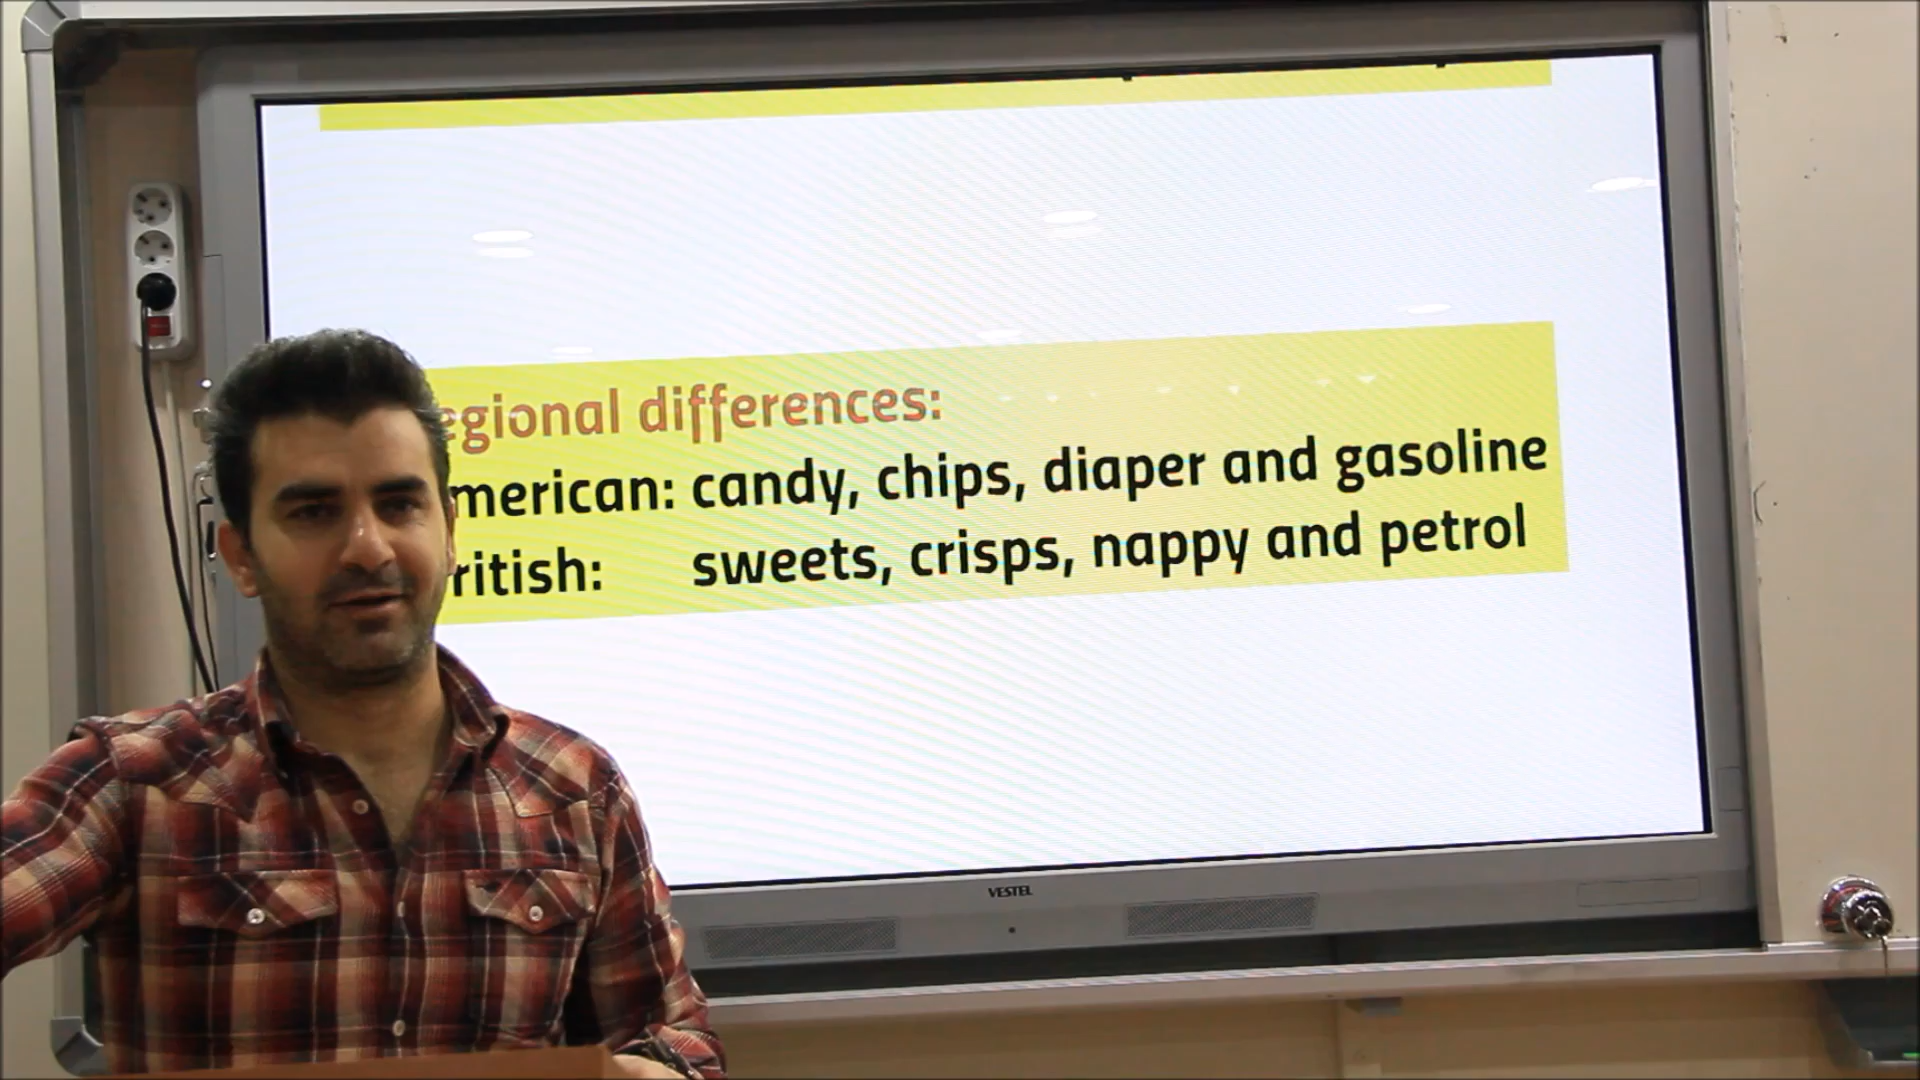 egional differences:
merican: candy, chips, diaper and gasoline
ritish: sweets, crisps, nappy and petrol
VESTEL